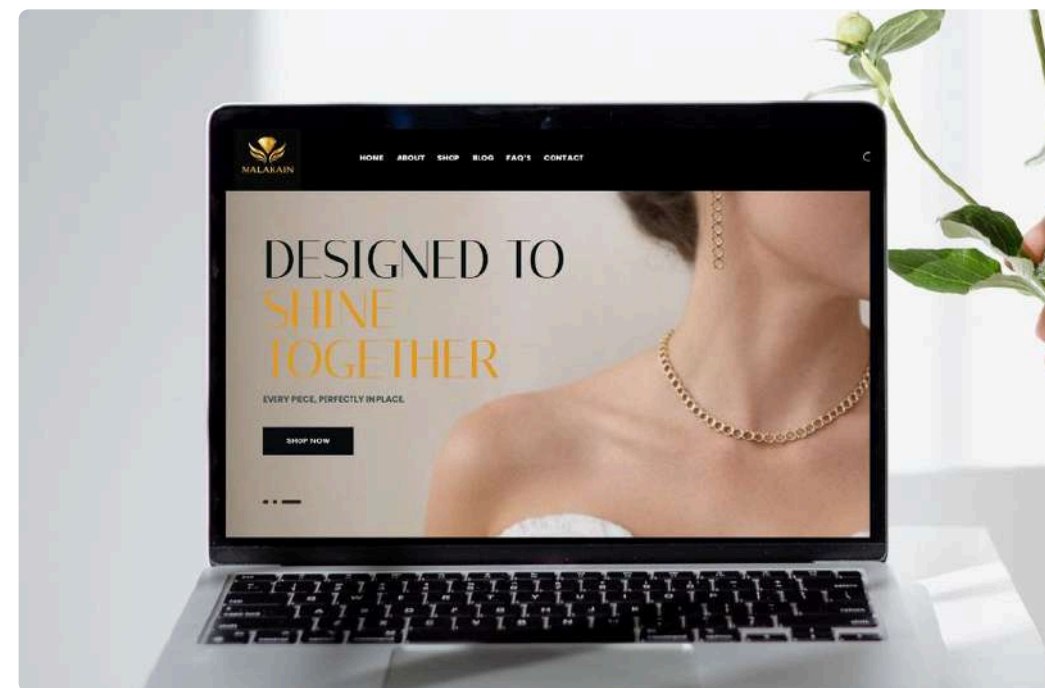 MALAKAIN
HOME ABOUT SHOP BLOG FAQ'S CONTACT
DESIGNED TO
SHINE
TOGETHER
EVERY PIECE, PERFECTLY IN PLACE.
SHOP NOW